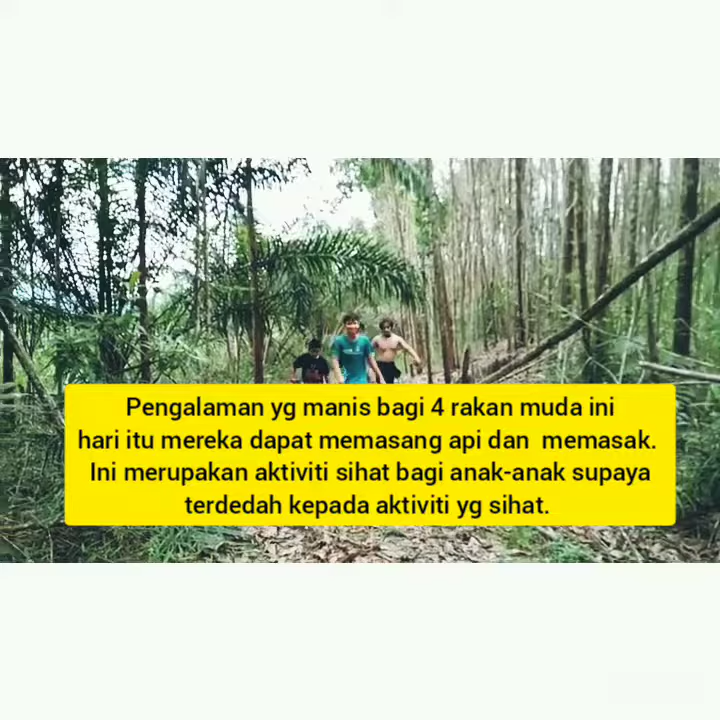 Pengalaman yg manis bagi 4 rakan muda ini
hari itu mereka dapat memasang api dan memasak.
Ini merupakan aktiviti sihat bagi anak-anak supaya
terdedah kepada aktiviti yg sihat.